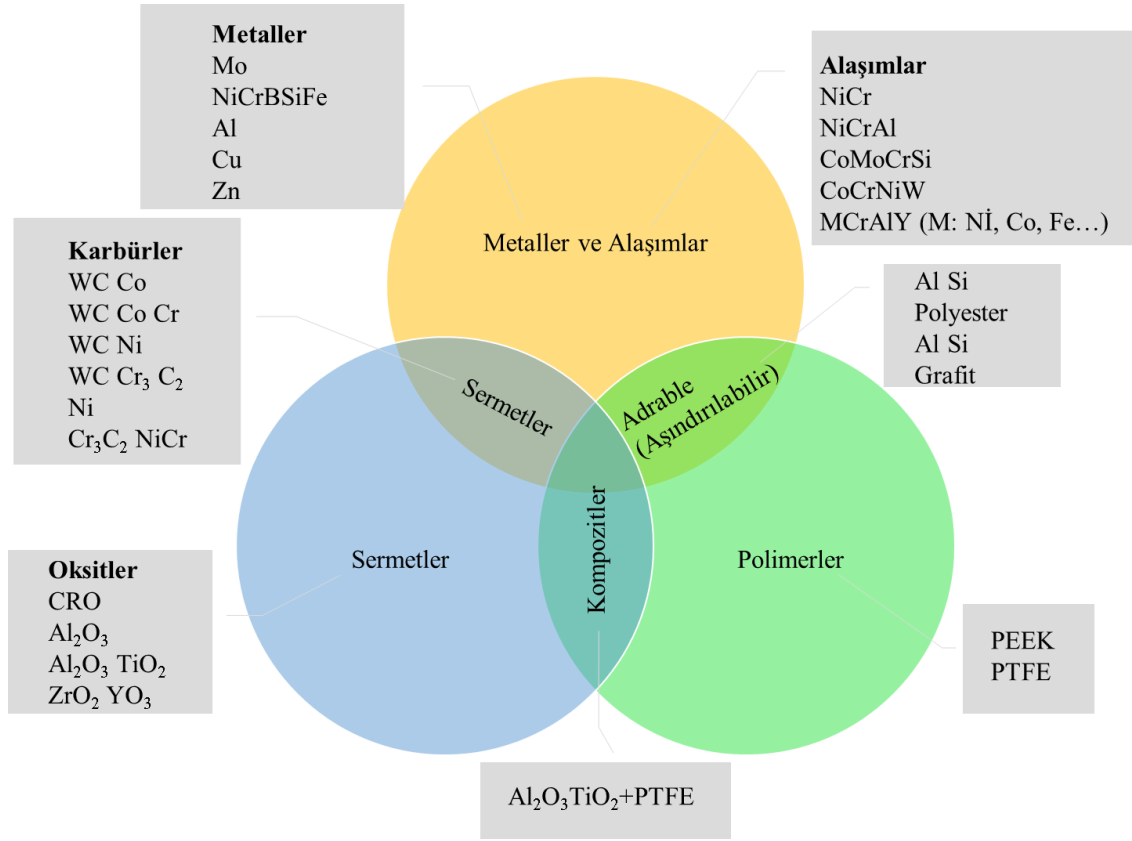 Metaller
Mo
NiCrBSiFe
Al
Cu
Zn
Alaşımlar
NiCr
NiCrAl
CoMoCrSi
CoCrNiW
MCrAlY (M: Nİ, Co, Fe…)
Metaller ve Alaşımlar
Karbürler
WC Co
WC Co Cr
WC Ni
WC Cr₃ C₂
Ni
Cr₃C₂ NiCr
Al Si
Polyester
Al Si
Grafit
Sermetler
Adrable
(Aşındırılabilir)
Kompozitler
Sermetler
Polimerler
Oksitler
CRO
Al₂O₃
Al₂O₃ TiO₂
ZrO₂ YO₃
PEEK
PTFE
Al₂O₃TiO₂+PTFE